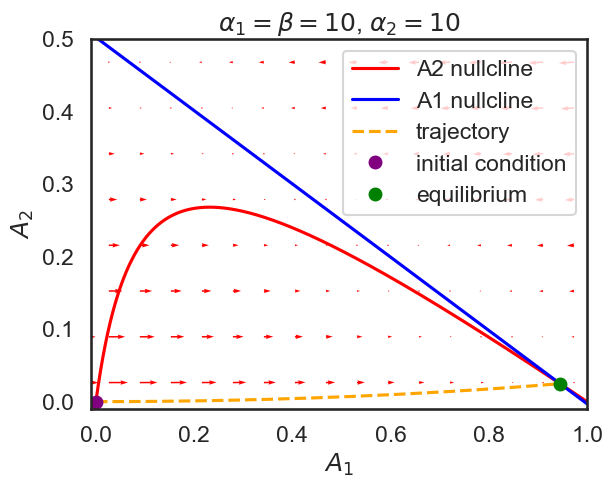 α₁ = β = 10, α₂ = 10
0.5
0.4
0.3
0.2
0.1
0.0
A₂
A2 nullcline
A1 nullcline
trajectory
initial condition
equilibrium
0.0 0.2 0.4 0.6 0.8 1.0
A₁